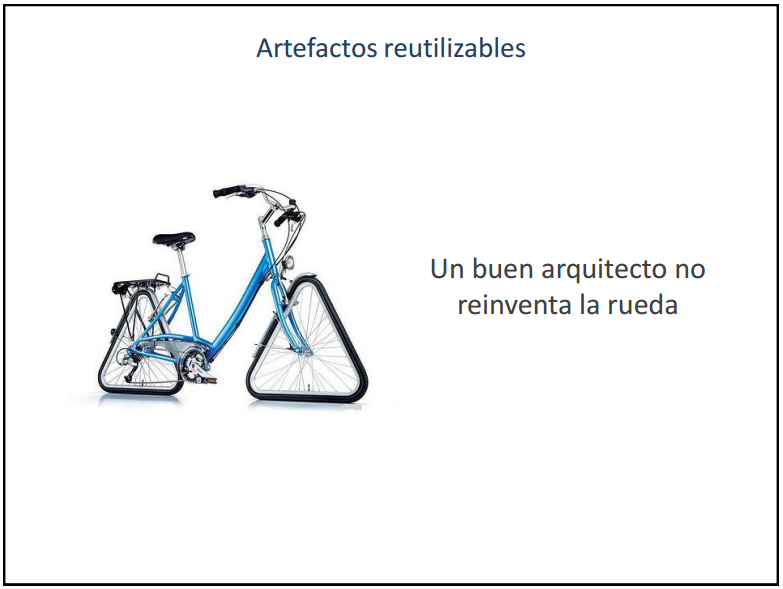 Artefactos reutilizables
Un buen arquitecto no
reinventa la rueda